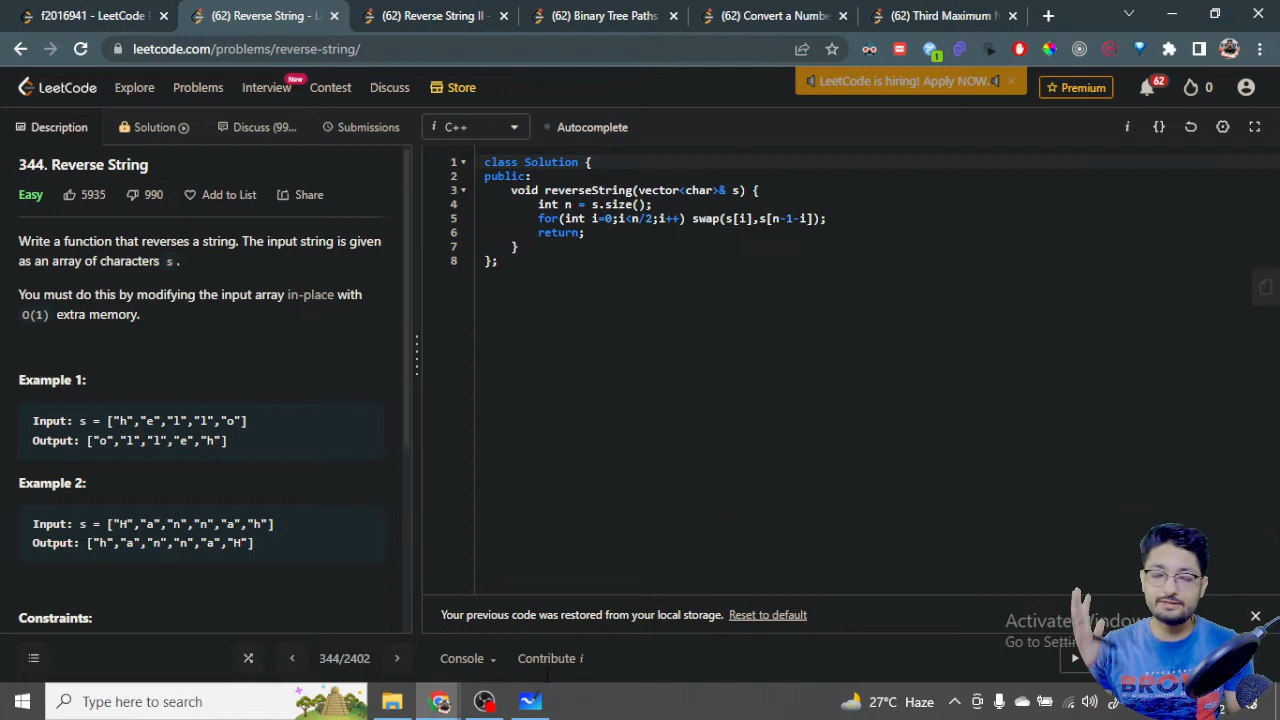 f2016941 - LeetCode P
(62) Reverse String - L
(62) Reverse String II -
(62) Binary Tree Paths
(62) Convert a Numbe
(62) Third Maximum N
leetcode.com/problems/reverse-string/
1
LeetCode
Explore
Problems
Interview
New
Contest
Discuss
Store
LeetCode is hiring! Apply NOW.
Premium
62
0
Description
Solution
Discuss (99...
Submissions
i C++
Autocomplete
344. Reverse String
Easy
5935
990
Add to List
Share
Write a function that reverses a string. The input string is given
as an array of characters s .
You must do this by modifying the input array in-place with
O(1) extra memory.
Example 1:
Input: s = ["h","e","l","l","o"]
Output: ["o","l","l","e","h"]
Example 2:
Input: s = ["H","a","n","n","a","h"]
Output: ["h","a","n","n","a","H"]
Constraints:
1 class Solution {
2 public:
3 void reverseString(vector<char>& s) {
4 int n = s.size();
5 for(int i=0;i<n/2;i++) swap(s[i],s[n-1-i]);
6 return;
7 }
8 };
Your previous code was restored from your local storage. Reset to default
Activate Windows
Go to Setti
344/2402
Console
Contribute i
Type here to search
27°C Haze